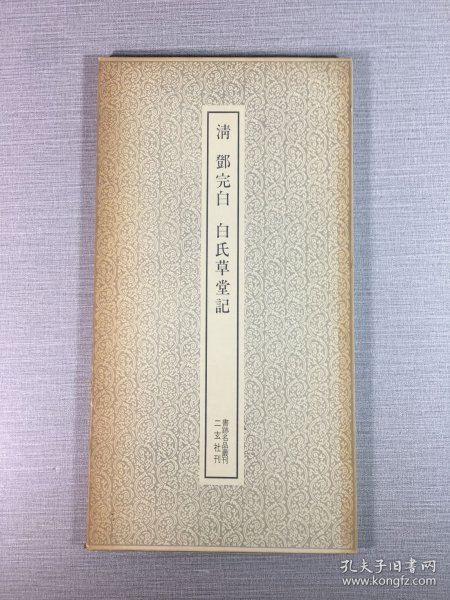 清 鄧完白 白氏草堂記
書跡名品叢刊
二玄社刊
孔夫子旧书网
www.kongfz.com